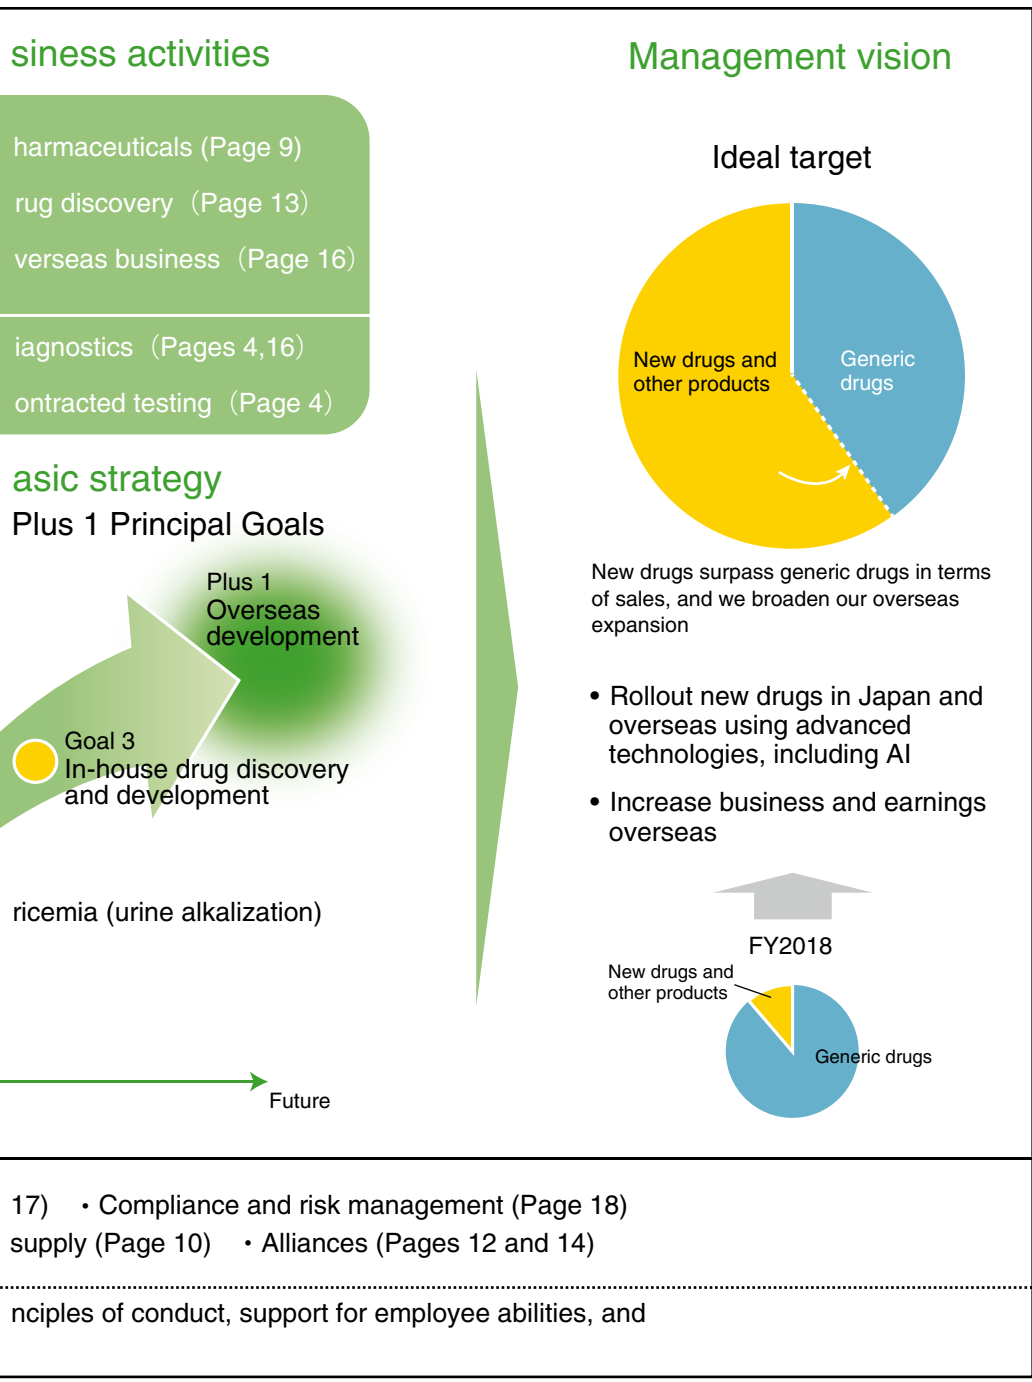 siness activities
harmaceuticals (Page 9)
rug discovery（Page 13）
verseas business（Page 16）
iagnostics（Pages 4,16）
ontracted testing（Page 4）
asic strategy
Plus 1 Principal Goals
Plus 1
Overseas
development
Goal 3
In-house drug discovery
and development
ricemia (urine alkalization)
Future
Management vision
Ideal target
New drugs and
other products
Generic
drugs
New drugs surpass generic drugs in terms
of sales, and we broaden our overseas
expansion
• Rollout new drugs in Japan and
overseas using advanced
technologies, including AI
• Increase business and earnings
overseas
FY2018
New drugs and
other products
Generic drugs
17) ・Compliance and risk management (Page 18)
supply (Page 10) ・Alliances (Pages 12 and 14)
nciples of conduct, support for employee abilities, and